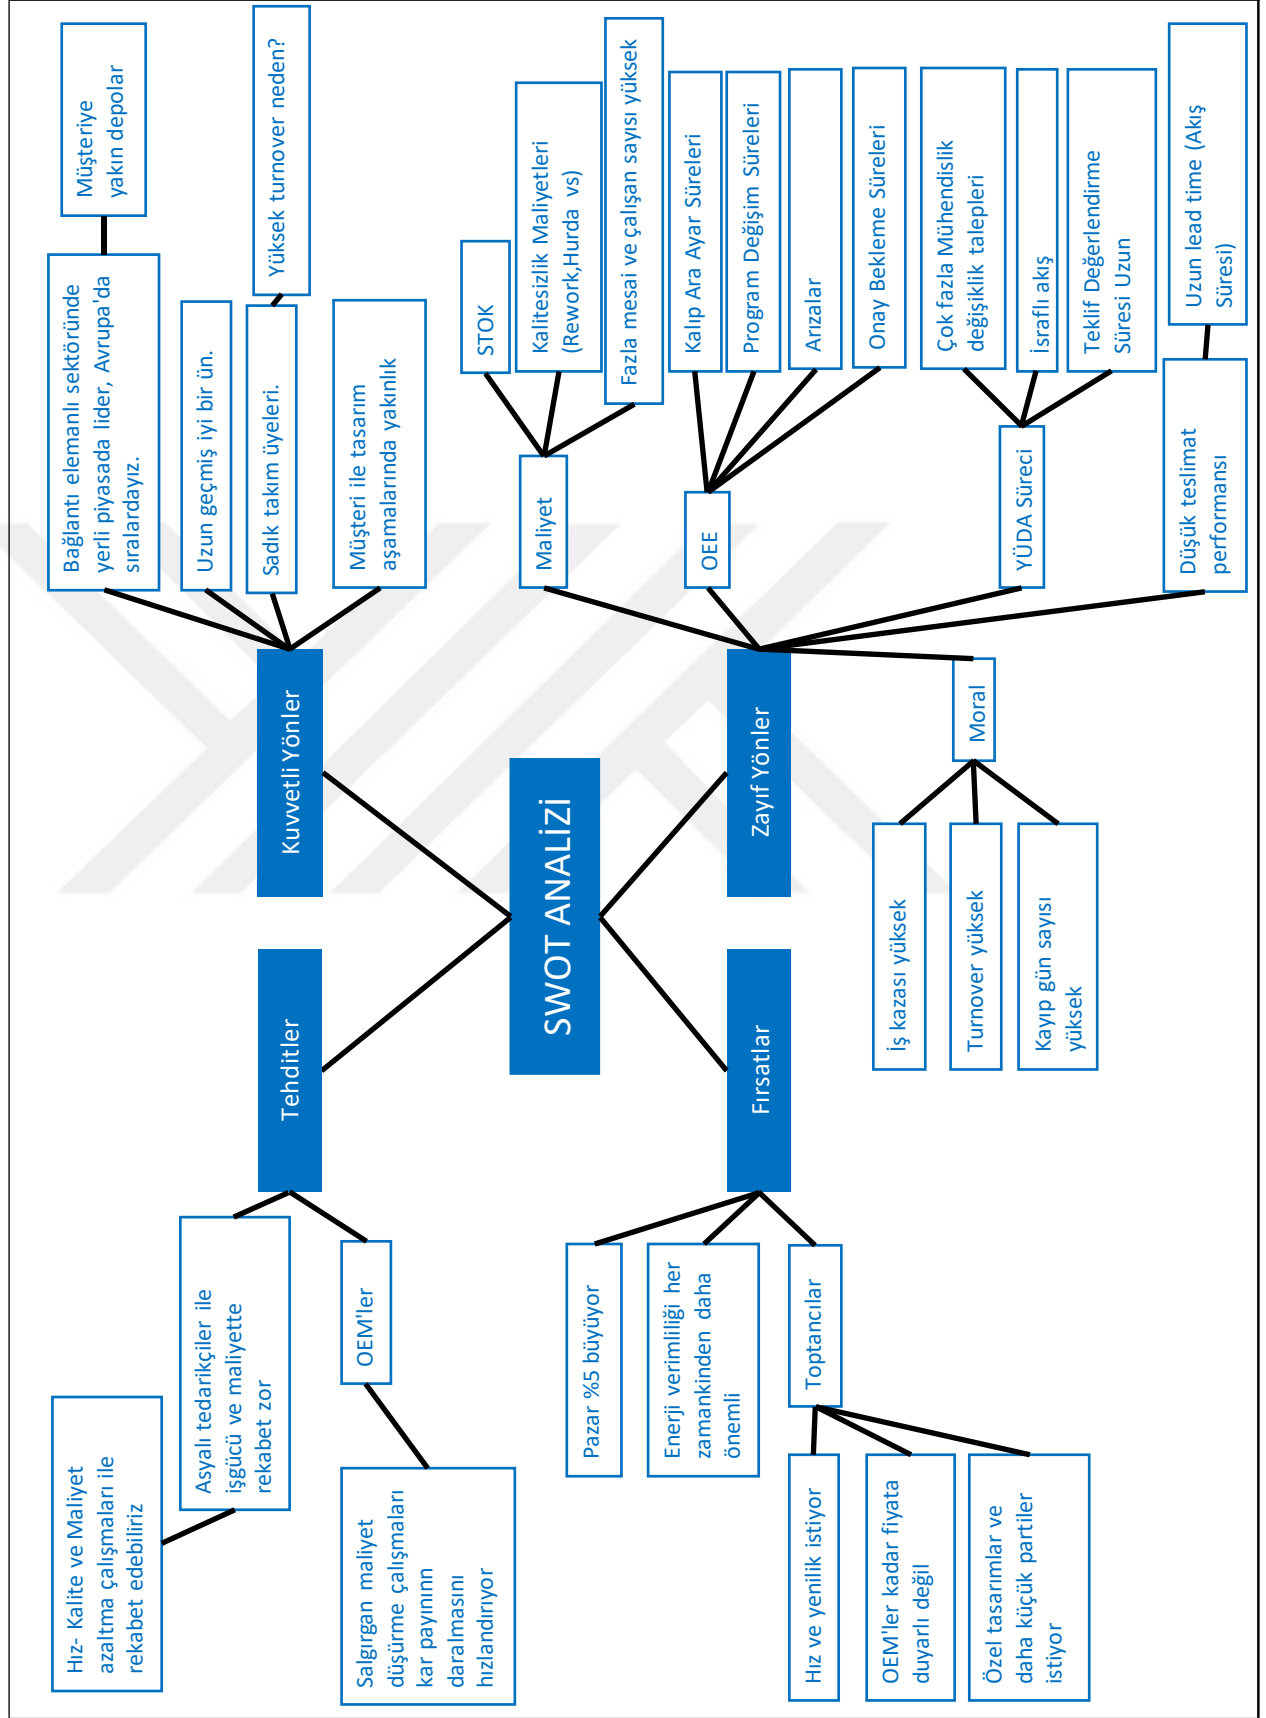 SWOT ANALİZİ
Tehditler
Asyalı tedarikçiler ile
işgücü ve maliyette
rekabet zor
Hız- Kalite ve Maliyet
azaltma çalışmaları ile
rekabet edebiliriz
OEM'ler
Salgırgan maliyet
düşürme çalışmaları
kar payınınn
daralmasını
hızlandırıyor
Kuvvetli Yönler
Bağlantı elemanlı sektöründe
yerli piyasada lider, Avrupa'da
sıralardayız.
Müşteriye
yakın depolar
Uzun geçmiş iyi bir ün.
Sadık takım üyeleri.
Yüksek turnover neden?
Müşteri ile tasarım
aşamalarında yakınlık
Fırsatlar
Pazar %5 büyüyor
Enerji verimliliği her
zamankinden daha
önemli
Toptancılar
Hız ve yenilik istiyor
OEM'ler kadar fiyata
duyarlı değil
Özel tasarımlar ve
daha küçük partiler
istiyor
Zayıf Yönler
Maliyet
STOK
Kalitesizlik Maliyetleri
(Rework,Hurda vs)
Fazla mesai ve çalışan sayısı yüksek
OEE
Kalıp Ara Ayar Süreleri
Program Değişim Süreleri
Arızalar
Onay Bekleme Süreleri
YÜDA Süreci
Çok fazla Mühendislik
değişiklik talepleri
İsraflı akış
Teklif Değerlendirme
Süresi Uzun
Düşük teslimat
performansı
Uzun lead time (Akış
Süresi)
Moral
İş kazası yüksek
Turnover yüksek
Kayıp gün sayısı
yüksek